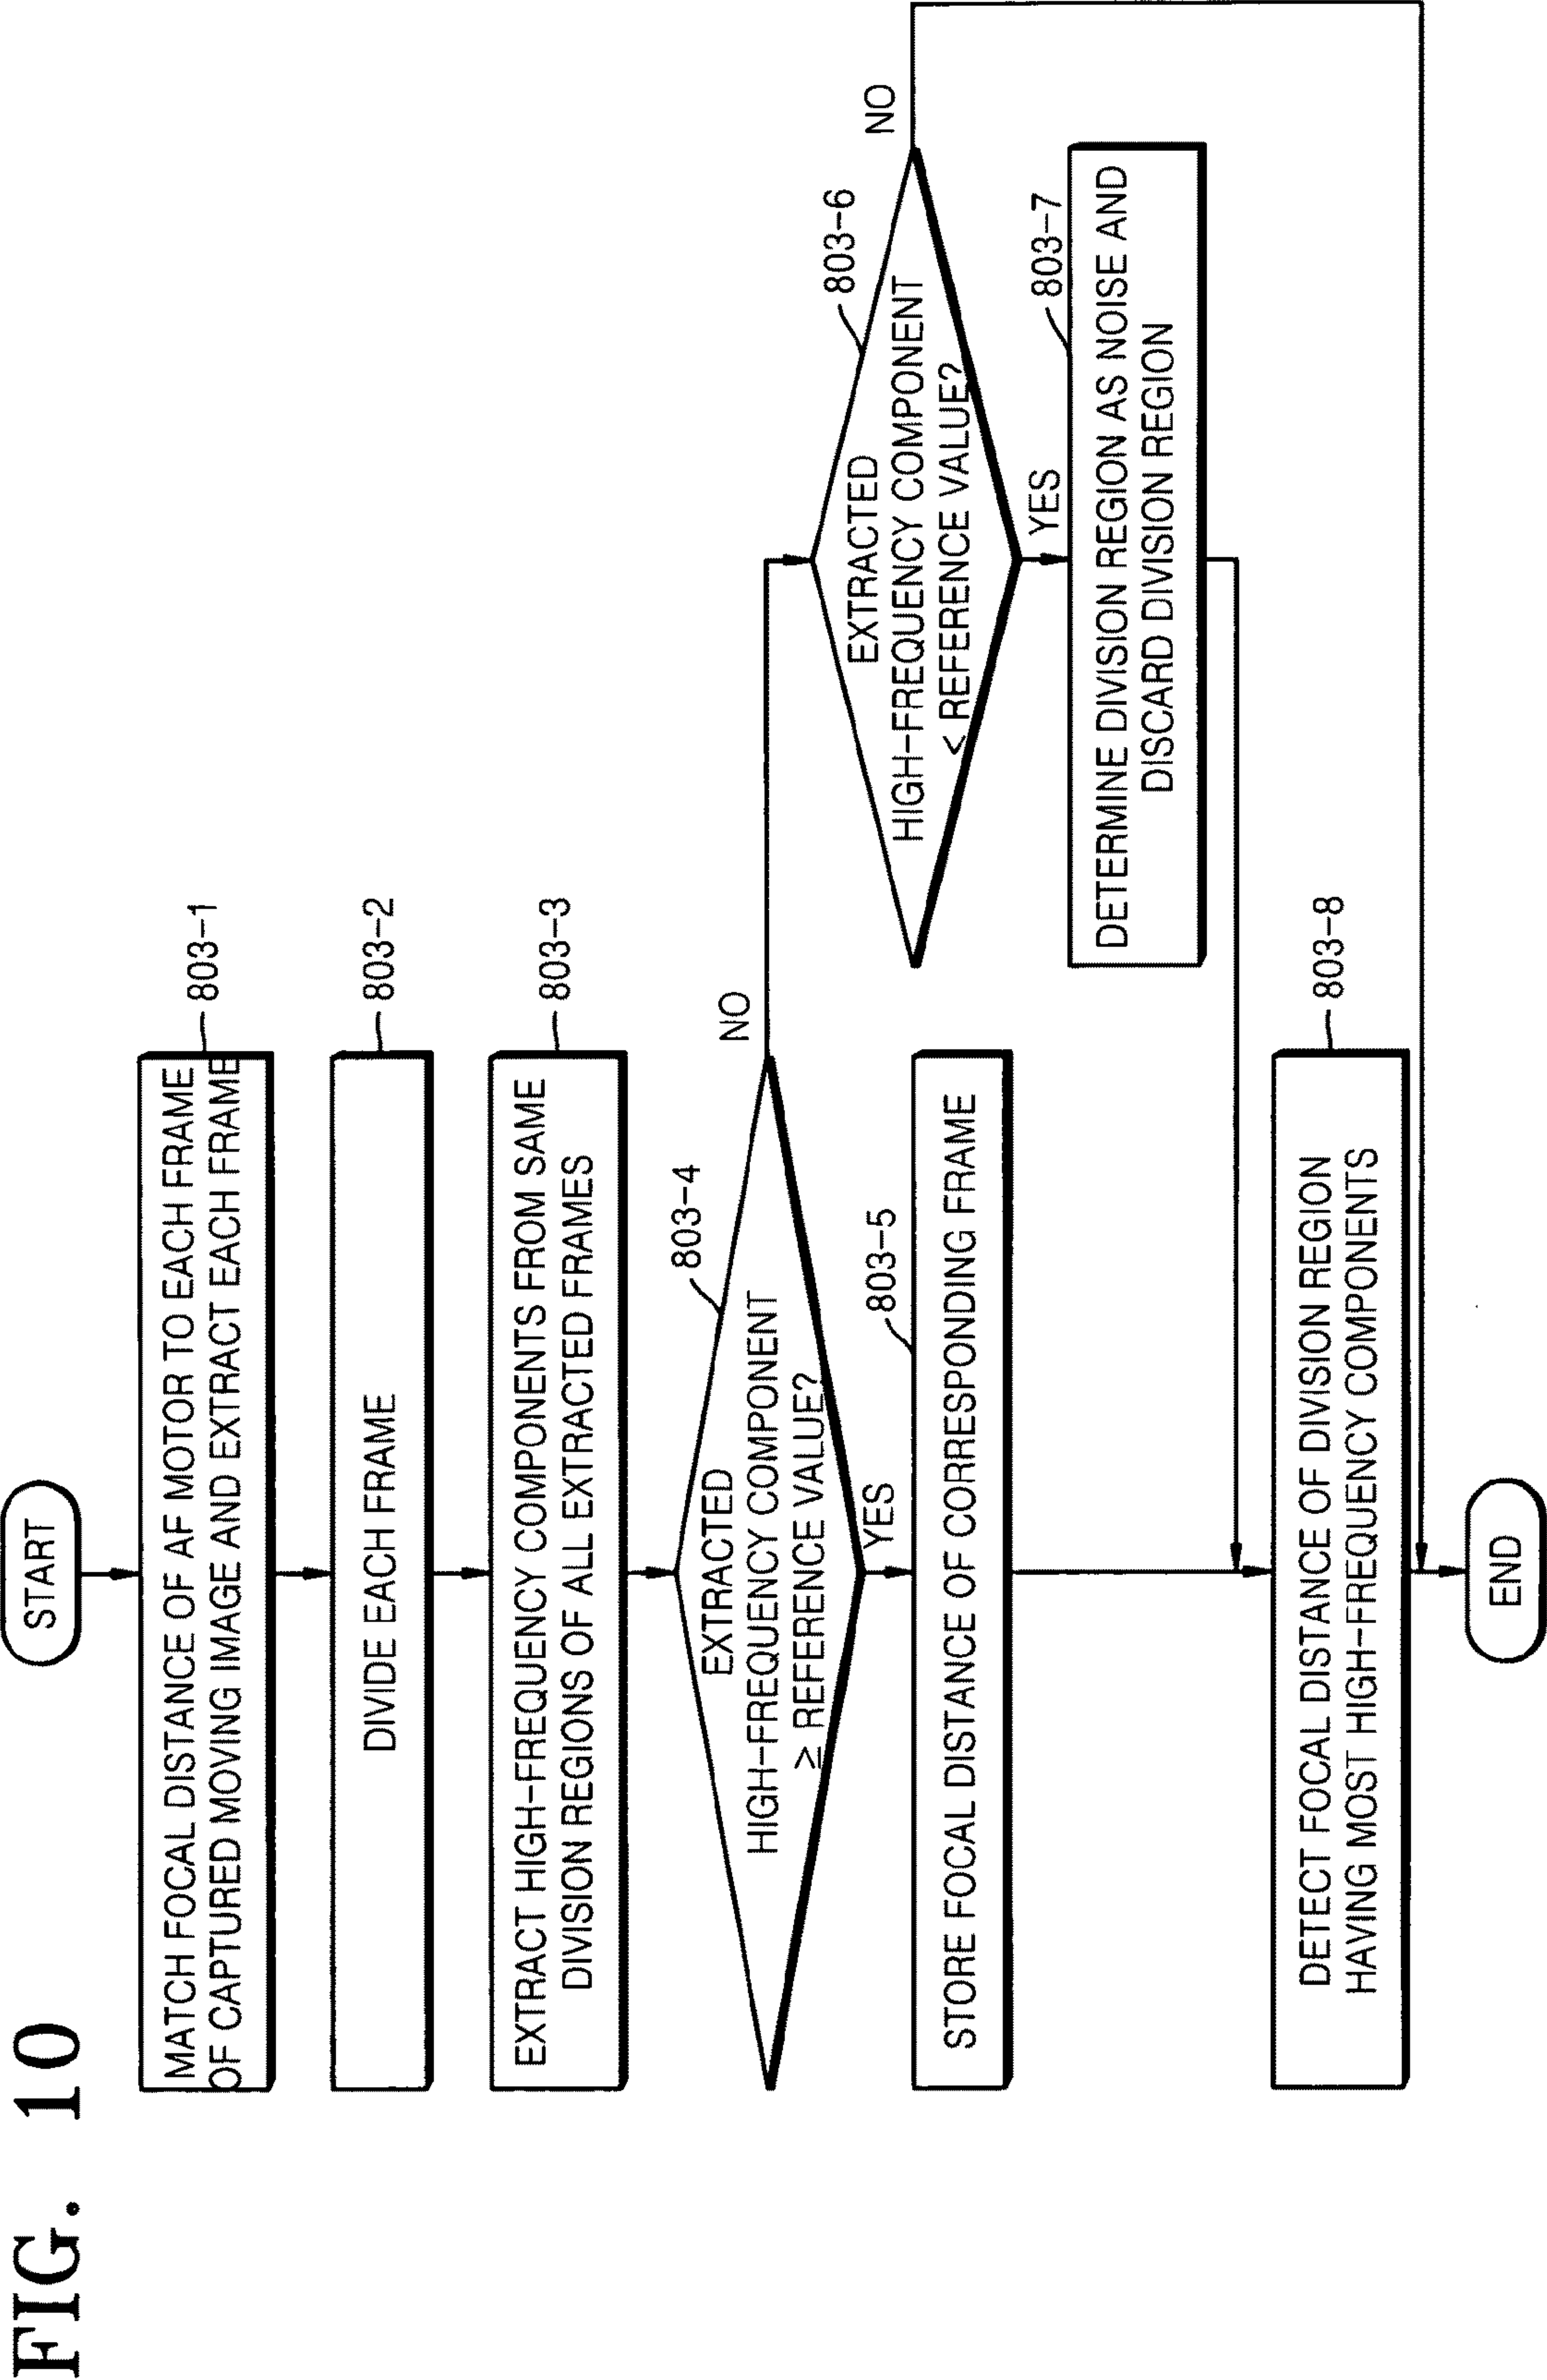 FIG. 10
START
MATCH FOCAL DISTANCE OF AF MOTOR TO EACH FRAME
OF CAPTURED MOVING IMAGE AND EXTRACT EACH FRAME
803-1
DIVIDE EACH FRAME
803-2
EXTRACT HIGH-FREQUENCY COMPONENTS FROM SAME
DIVISION REGIONS OF ALL EXTRACTED FRAMES
803-3
803-4
EXTRACTED
HIGH-FREQUENCY COMPONENT
≥ REFERENCE VALUE?
NO
YES
803-5
STORE FOCAL DISTANCE OF CORRESPONDING FRAME
803-6
EXTRACTED
HIGH-FREQUENCY COMPONENT
< REFERENCE VALUE?
NO
YES
803-7
DETERMINE DIVISION REGION AS NOISE AND
DISCARD DIVISION REGION
DETECT FOCAL DISTANCE OF DIVISION REGION
HAVING MOST HIGH-FREQUENCY COMPONENTS
803-8
END